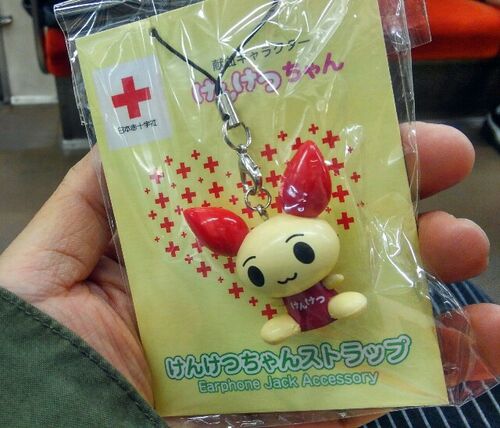 献血キャラクター
けんけつちゃん
日本赤十字社
けんけつ
けんけつちゃんストラップ
Earphone Jack Accessory